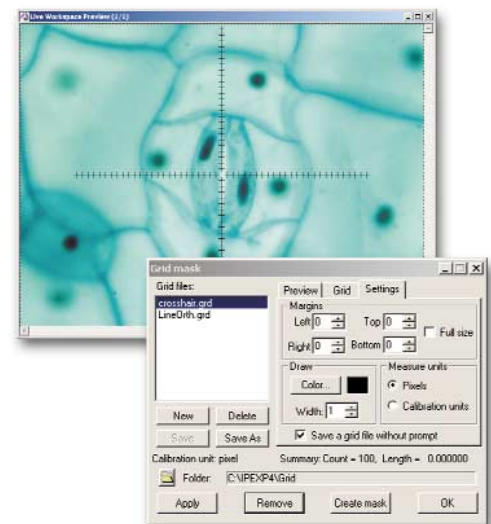 Live Workspace Preview (1/1)
Grid mask
Grid files:
crosshair.grd
LineOrth.grd
New
Delete
Save
Save As
Preview
Grid
Settings
Margins
Left 0
Top 0
Full size
Right 0
Bottom 0
Draw
Color...
Width: 1
Measure units
Pixels
Calibration units
Save a grid file without prompt
Calibration unit: pixel
Summary: Count = 100, Length = 0.000000
Folder: C:\IPEXP4\Grid
Apply
Remove
Create mask
OK